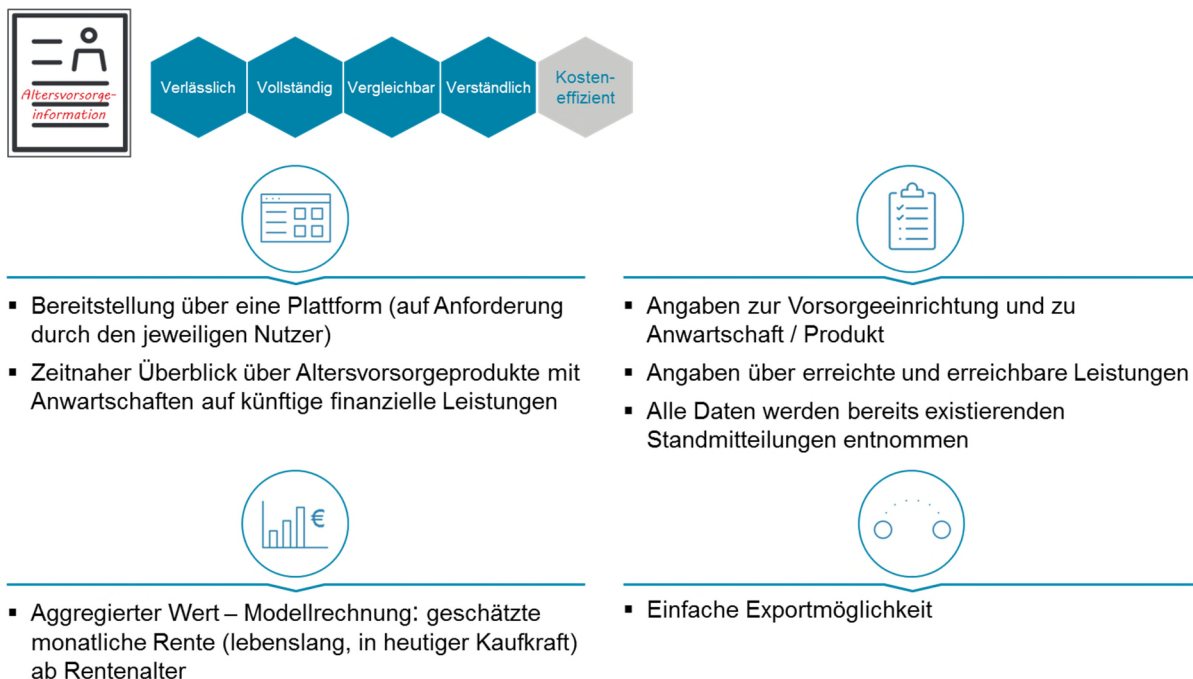 Altersvorsorge-
information
Verlässlich
Vollständig
Vergleichbar
Verständlich
Kosten-
effizient
▪ Bereitstellung über eine Plattform (auf Anforderung
durch den jeweiligen Nutzer)
▪ Zeitnaher Überblick über Altersvorsorgeprodukte mit
Anwartschaften auf künftige finanzielle Leistungen
▪ Angaben zur Vorsorgeeinrichtung und zu
Anwartschaft / Produkt
▪ Angaben über erreichte und erreichbare Leistungen
▪ Alle Daten werden bereits existierenden
Standmitteilungen entnommen
€
▪ Aggregierter Wert – Modellrechnung: geschätzte
monatliche Rente (lebenslang, in heutiger Kaufkraft)
ab Rentenalter
▪ Einfache Exportmöglichkeit